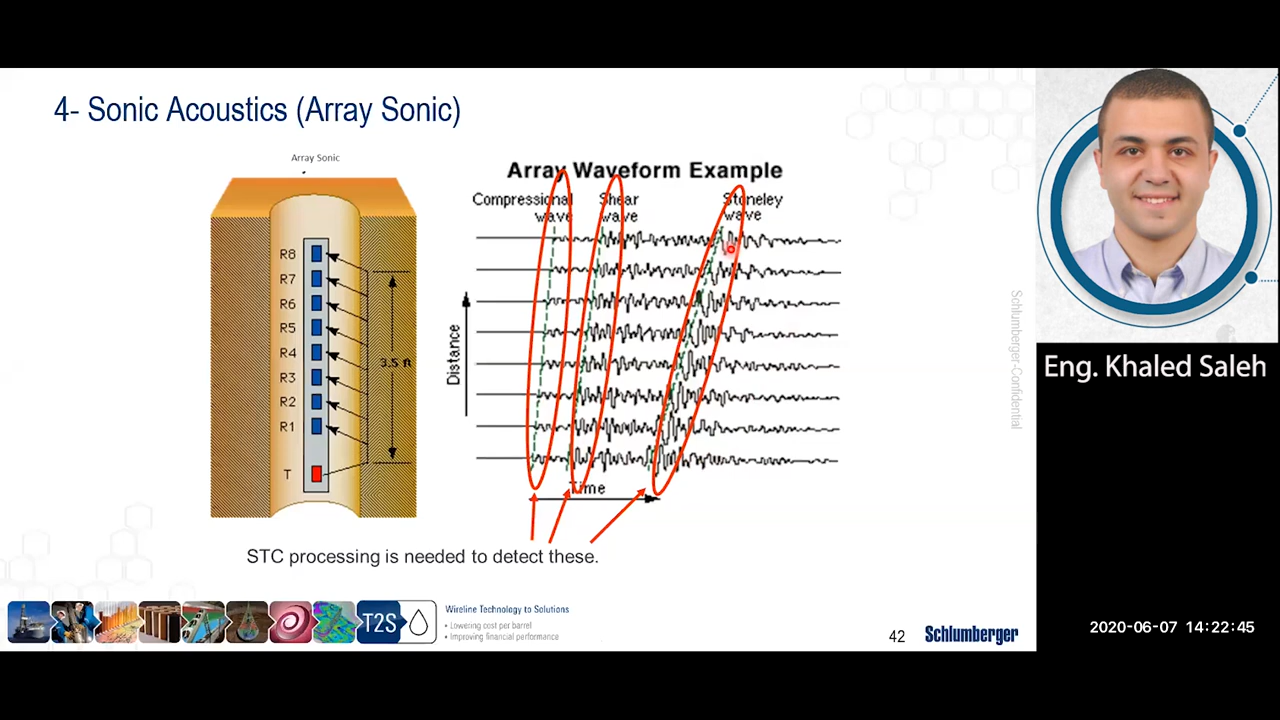 4- Sonic Acoustics (Array Sonic)
Array Sonic
R8
R7
R6
R5
R4
R3
R2
R1
T
3.5 ft
Array Waveform Example
Compressional wave
Shear wave
Stoneley wave
Distance
Time
STC processing is needed to detect these.
T2S
Wireline Technology to Solutions
• Lowering cost per barrel
• Improving financial performance
42
Schlumberger
Schlumberger-Confidential
Eng. Khaled Saleh
2020-06-07 14:22:45